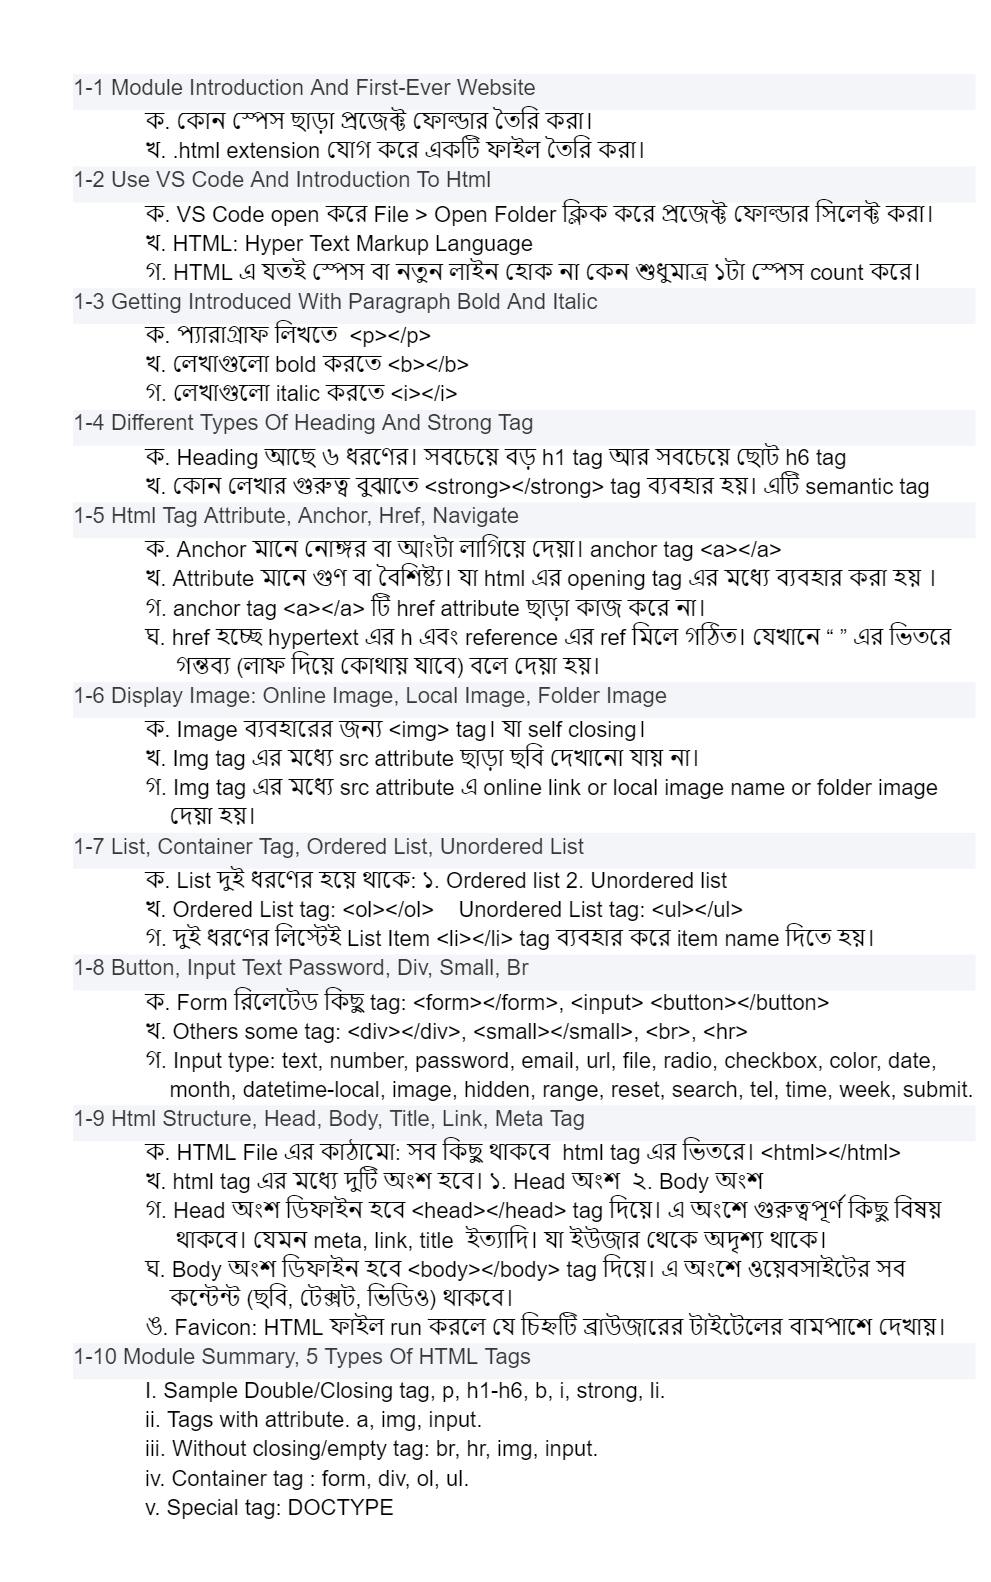 1-1 Module Introduction And First-Ever Website
ক. কোন স্পেস ছাড়া প্রজেক্ট ফোল্ডার তৈরি করা।
খ. .html extension যোগ করে একটি ফাইল তৈরি করা।
1-2 Use VS Code And Introduction To Html
ক. VS Code open করে File > Open Folder ক্লিক করে প্রজেক্ট ফোল্ডার সিলেক্ট করা।
খ. HTML: Hyper Text Markup Language
গ. HTML এ যতই স্পেস বা নতুন লাইন হোক না কেন শুধুমাত্র ১টা স্পেস count করে।
1-3 Getting Introduced With Paragraph Bold And Italic
ক. প্যারাগ্রাফ লিখতে <p></p>
খ. লেখাগুলো bold করতে <b></b>
গ. লেখাগুলো italic করতে <i></i>
1-4 Different Types Of Heading And Strong Tag
ক. Heading আছে ৬ ধরণের। সবচেয়ে বড় h1 tag আর সবচেয়ে ছোট h6 tag
খ. কোন লেখার গুরুত্ব বুঝাতে <strong></strong> tag ব্যবহার হয়। এটি semantic tag
1-5 Html Tag Attribute, Anchor, Href, Navigate
ক. Anchor মানে নোঙ্গর বা আংটা লাগিয়ে দেয়া। anchor tag <a></a>
খ. Attribute মানে গুণ বা বৈশিষ্ট্য। যা html এর opening tag এর মধ্যে ব্যবহার করা হয় ।
গ. anchor tag <a></a> টি href attribute ছাড়া কাজ করে না।
ঘ. href হচ্ছে hypertext এর h এবং reference এর ref মিলে গঠিত। যেখানে “ ” এর ভিতরে
গন্তব্য (লাফ দিয়ে কোথায় যাবে) বলে দেয়া হয়।
1-6 Display Image: Online Image, Local Image, Folder Image
ক. Image ব্যবহারের জন্য <img> tag। যা self closing।
খ. Img tag এর মধ্যে src attribute ছাড়া ছবি দেখানো যায় না।
গ. Img tag এর মধ্যে src attribute এ online link or local image name or folder image
দেয়া হয়।
1-7 List, Container Tag, Ordered List, Unordered List
ক. List দুই ধরণের হয়ে থাকে: ১. Ordered list 2. Unordered list
খ. Ordered List tag: <ol></ol> Unordered List tag: <ul></ul>
গ. দুই ধরণের লিস্টেই List Item <li></li> tag ব্যবহার করে item name দিতে হয়।
1-8 Button, Input Text Password, Div, Small, Br
ক. Form রিলেটেড কিছু tag: <form></form>, <input> <button></button>
খ. Others some tag: <div></div>, <small></small>, <br>, <hr>
গ. Input type: text, number, password, email, url, file, radio, checkbox, color, date,
month, datetime-local, image, hidden, range, reset, search, tel, time, week, submit.
1-9 Html Structure, Head, Body, Title, Link, Meta Tag
ক. HTML File এর কাঠামো: সব কিছু থাকবে html tag এর ভিতরে। <html></html>
খ. html tag এর মধ্যে দুটি অংশ হবে। ১. Head অংশ ২. Body অংশ
গ. Head অংশ ডিফাইন হবে <head></head> tag দিয়ে। এ অংশে গুরুত্বপূর্ণ কিছু বিষয়
থাকবে। যেমন meta, link, title ইত্যাদি। যা ইউজার থেকে অদৃশ্য থাকে।
ঘ. Body অংশ ডিফাইন হবে <body></body> tag দিয়ে। এ অংশে ওয়েবসাইটের সব
কন্টেন্ট (ছবি, টেক্সট, ভিডিও) থাকবে।
ঙ. Favicon: HTML ফাইল run করলে যে চিহ্নটি ব্রাউজারের টাইটেলের বামপাশে দেখায়।
1-10 Module Summary, 5 Types Of HTML Tags
I. Sample Double/Closing tag, p, h1-h6, b, i, strong, li.
ii. Tags with attribute. a, img, input.
iii. Without closing/empty tag: br, hr, img, input.
iv. Container tag : form, div, ol, ul.
v. Special tag: DOCTYPE